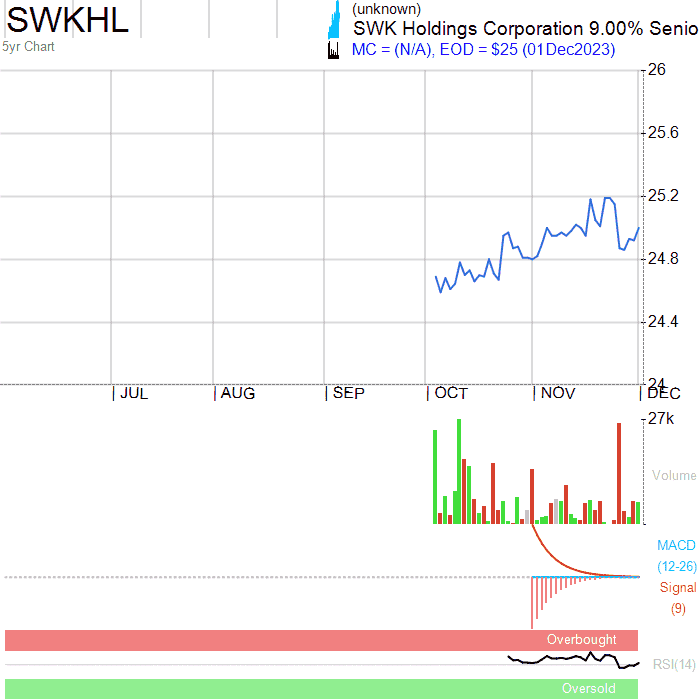 SWKHL
5yr Chart
(unknown)
SWK Holdings Corporation 9.00% Senio
MC = (N/A), EOD = $25 (01Dec2023)
26
25.6
25.2
24.8
24.4
24
JUL AUG SEP OCT NOV DEC
27k
Volume
MACD
(12-26)
Signal
(9)
Overbought
RSI(14)
Oversold